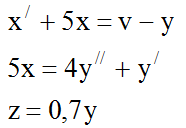 x′ + 5x = v − y
5x = 4y′′ + y′
z = 0,7y